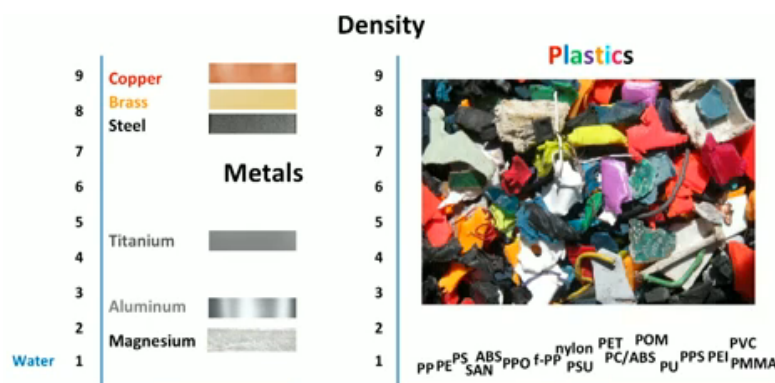 Density
Plastics
9
Copper
Brass
8
Steel
7
Metals
6
5
Titanium
4
3
Aluminum
2
Magnesium
Water 1
9
8
7
6
5
4
3
2
1
PP PE PS SAN ABS PPO f-PP nylon PSU PET PC/ABS POM PU PPS PEI PVC PMMA